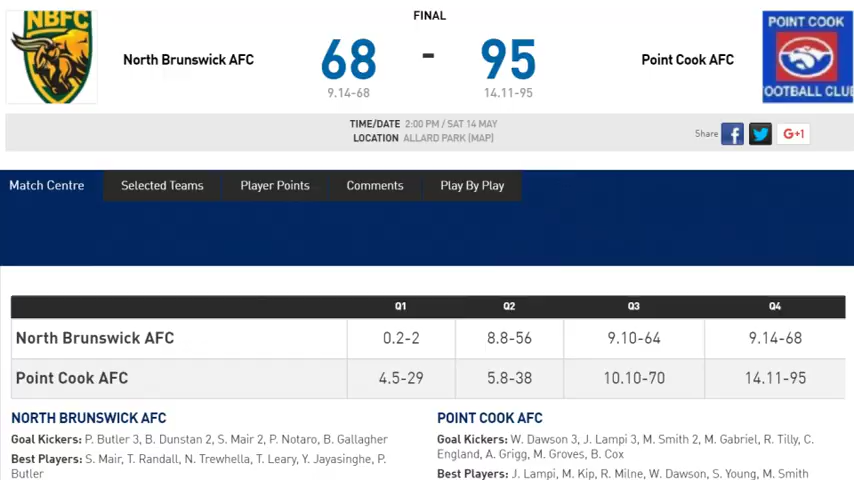 FINAL
NBFC
North Brunswick AFC
68 - 95
9.14-68
14.11-95
Point Cook AFC
POINT COOK
FOOTBALL CLUB
TIME/DATE 2:00 PM / SAT 14 MAY
LOCATION ALLARD PARK (MAP)
Share
G+1
Match Centre Selected Teams Player Points Comments Play By Play
Q1 Q2 Q3 Q4
North Brunswick AFC 0.2-2 8.8-56 9.10-64 9.14-68
Point Cook AFC 4.5-29 5.8-38 10.10-70 14.11-95
NORTH BRUNSWICK AFC
Goal Kickers: P. Butler 3, B. Dunstan 2, S. Mair 2, P. Notaro, B. Gallagher
Best Players: S. Mair, T. Randall, N. Trewhella, T. Leary, Y. Jayasinghe, P.
Butler
POINT COOK AFC
Goal Kickers: W. Dawson 3, J. Lampi 3, M. Smith 2, M. Gabriel, R. Tilly, C.
England, A. Grigg, M. Groves, B. Cox
Best Players: J. Lampi, M. Kip, R. Milne, W. Dawson, S. Young, M. Smith